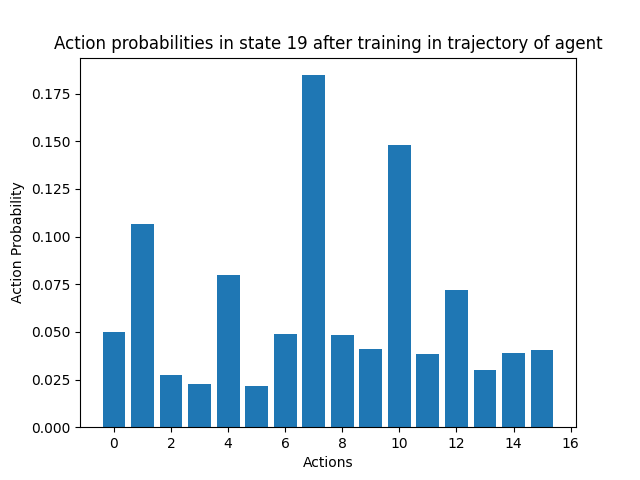 Action probabilities in state 19 after training in trajectory of agent
0.175
0.150
0.125
0.100
0.075
0.050
0.025
0.000
Action Probability
0 2 4 6 8 10 12 14 16
Actions